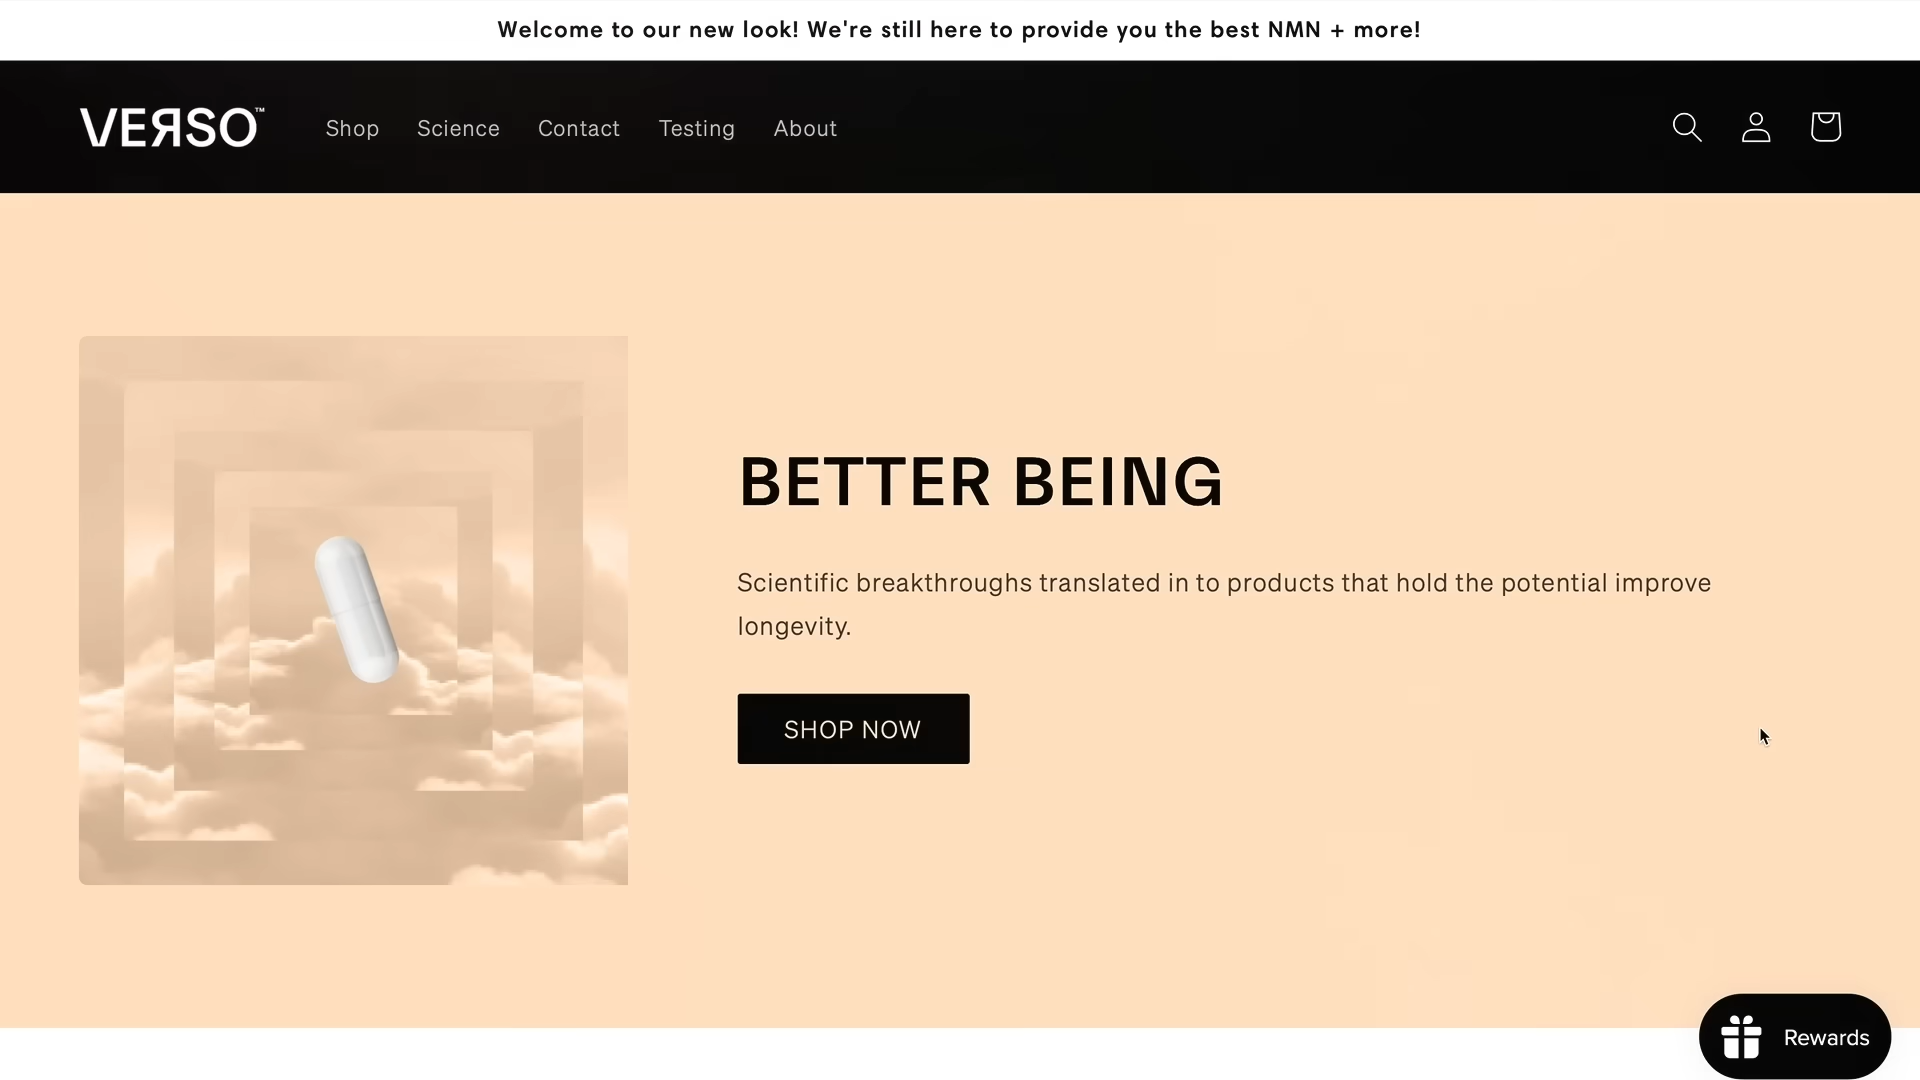 Welcome to our new look! We're still here to provide you the best NMN + more!
VEЯSO™
Shop Science Contact Testing About
BETTER BEING
Scientific breakthroughs translated in to products that hold the potential improve
longevity.
SHOP NOW
Rewards